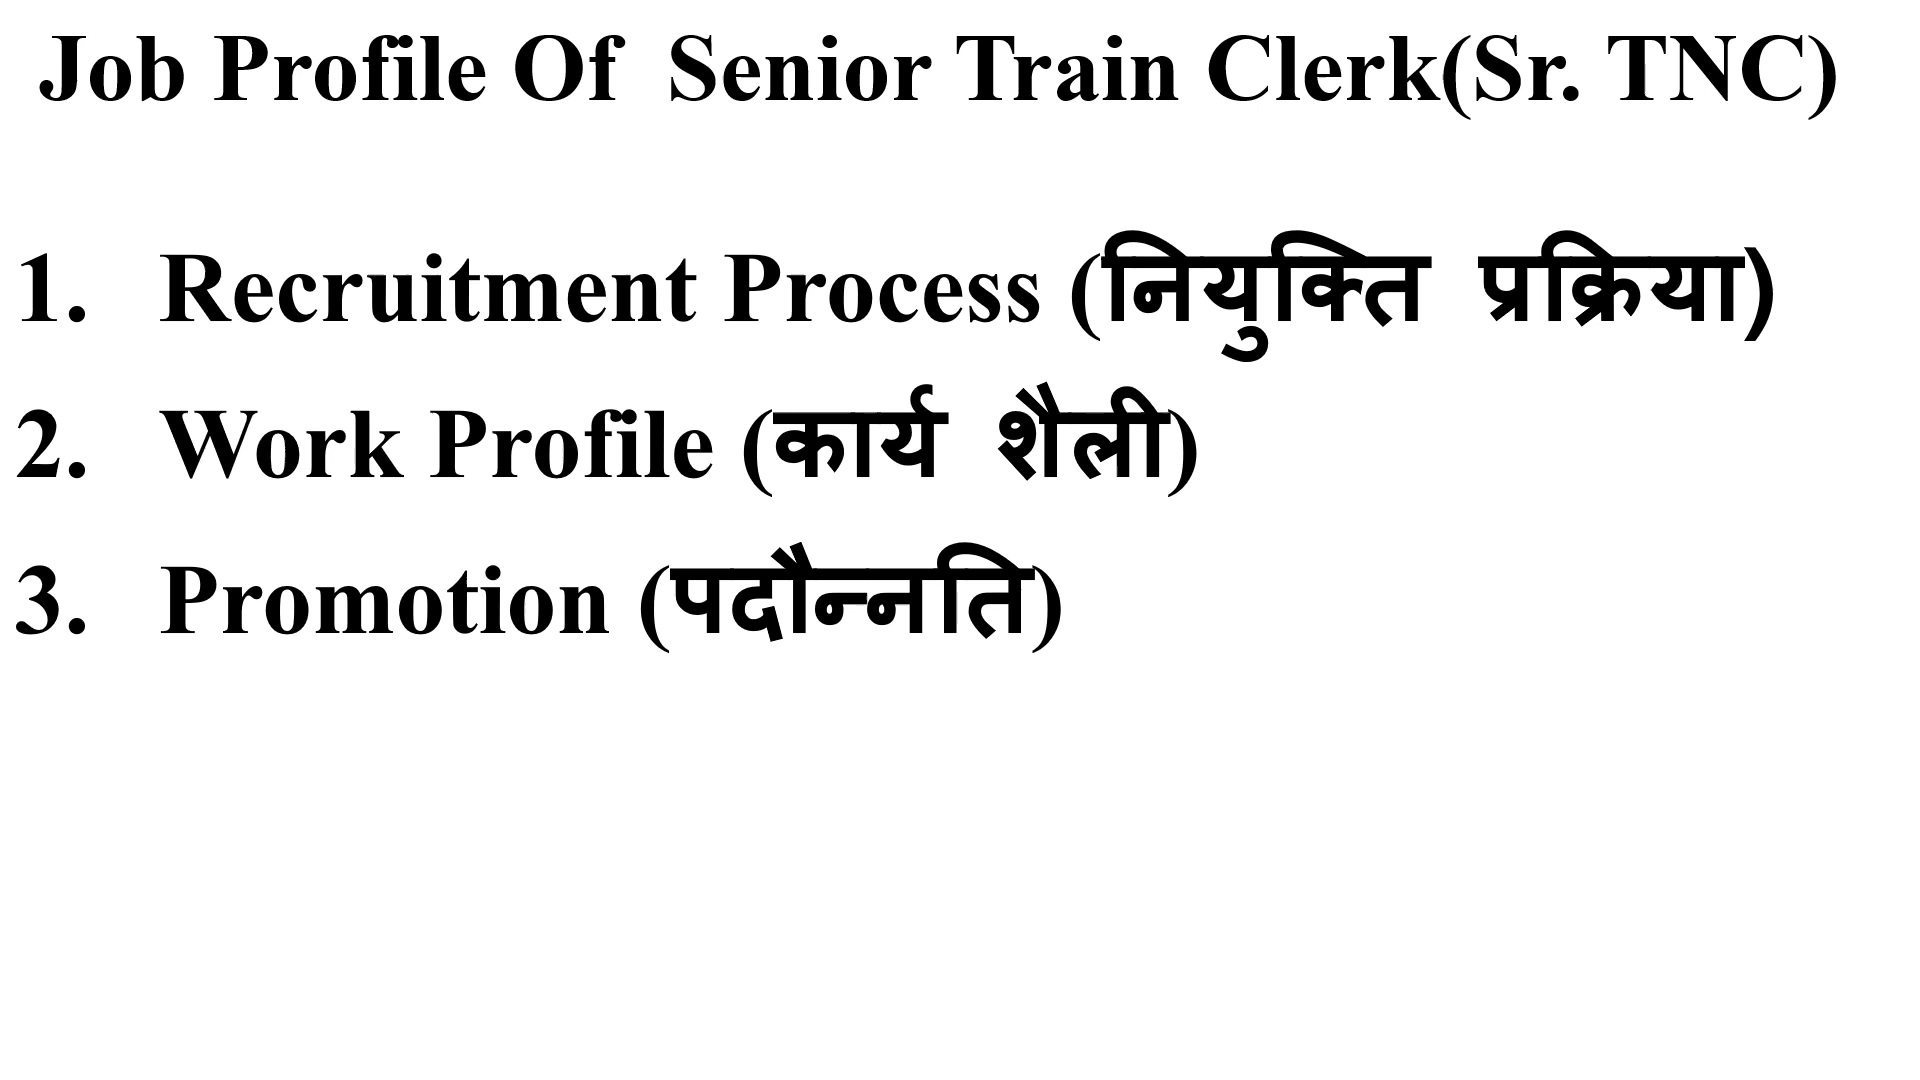 Job Profile Of Senior Train Clerk(Sr. TNC)
1. Recruitment Process (नियुक्ति प्रक्रिया)
2. Work Profile (कार्य शैली)
3. Promotion (पदौन्नति)